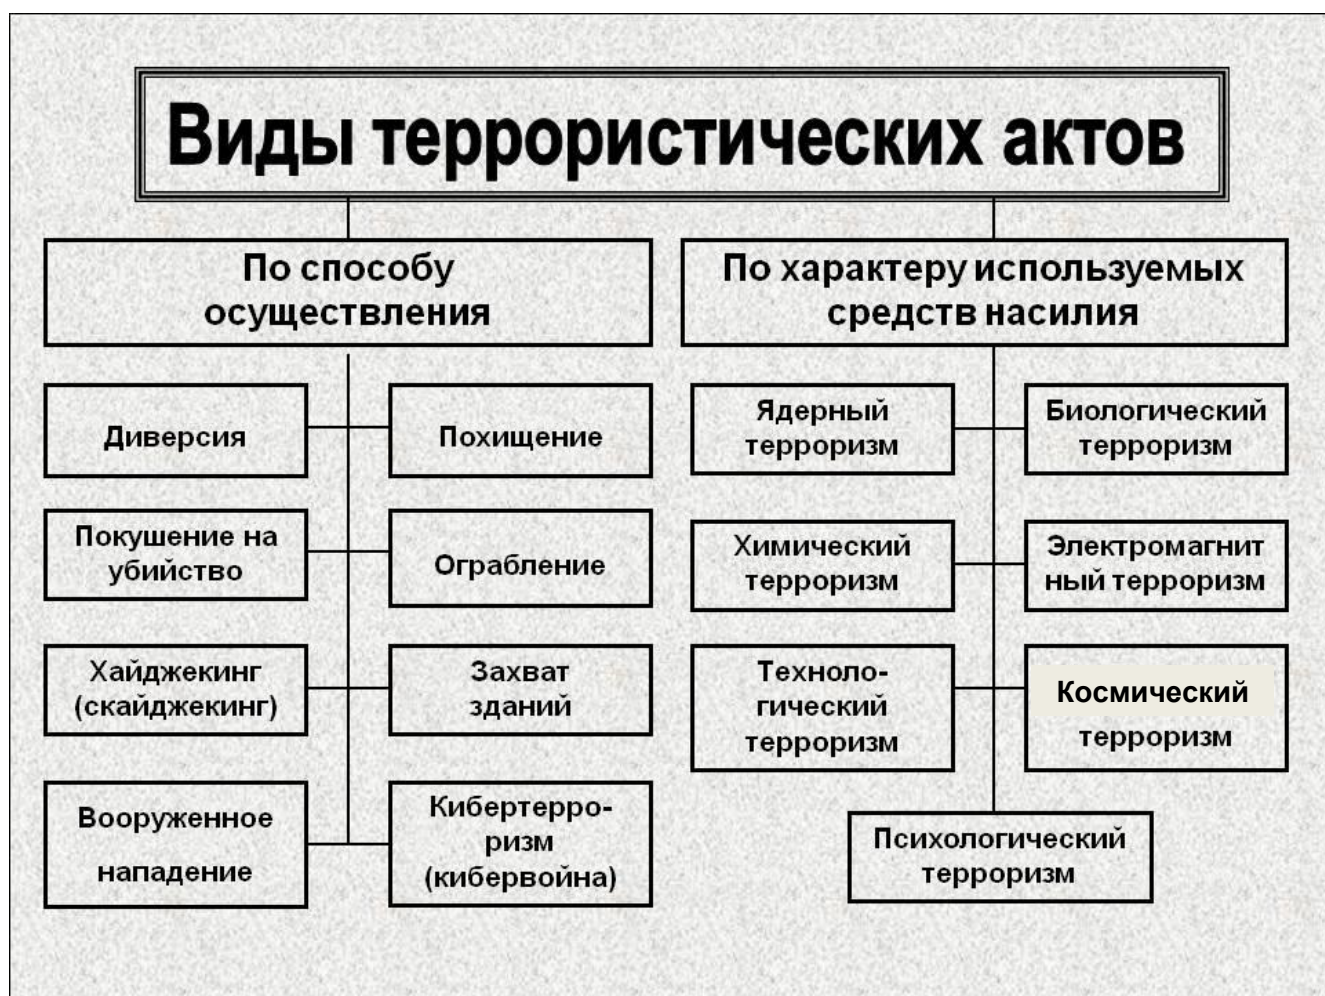 Виды террористических актов
По способу
осуществления
Диверсия
Похищение
Покушение на
убийство
Ограбление
Хайджекинг
(скайджекинг)
Захват
зданий
Вооруженное
нападение
Кибертерро-
ризм
(кибервойна)
По характеру используемых
средств насилия
Ядерный
терроризм
Биологический
терроризм
Химический
терроризм
Электромагнит
ный терроризм
Техноло-
гический
терроризм
Космический
терроризм
Психологический
терроризм